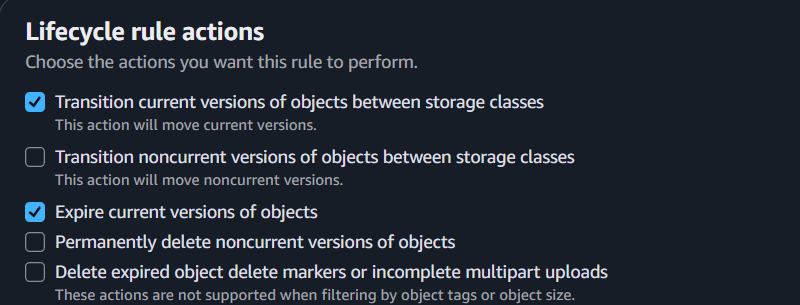 Lifecycle rule actions
Choose the actions you want this rule to perform.
Transition current versions of objects between storage classes
This action will move current versions.
Transition noncurrent versions of objects between storage classes
This action will move noncurrent versions.
Expire current versions of objects
Permanently delete noncurrent versions of objects
Delete expired object delete markers or incomplete multipart uploads
These actions are not supported when filtering by object tags or object size.